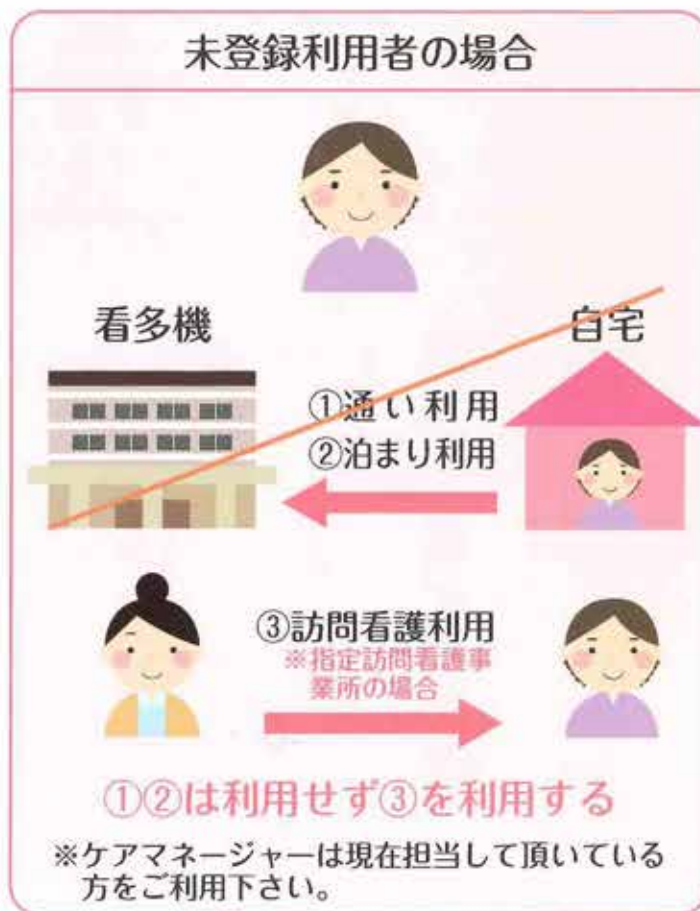 未登録利用者の場合
看多機
自宅
①通い利用
②泊まり利用
③訪問看護利用
※指定訪問看護事
業所の場合
①②は利用せず③を利用する
※ケアマネージャーは現在担当して頂いている
方をご利用下さい。